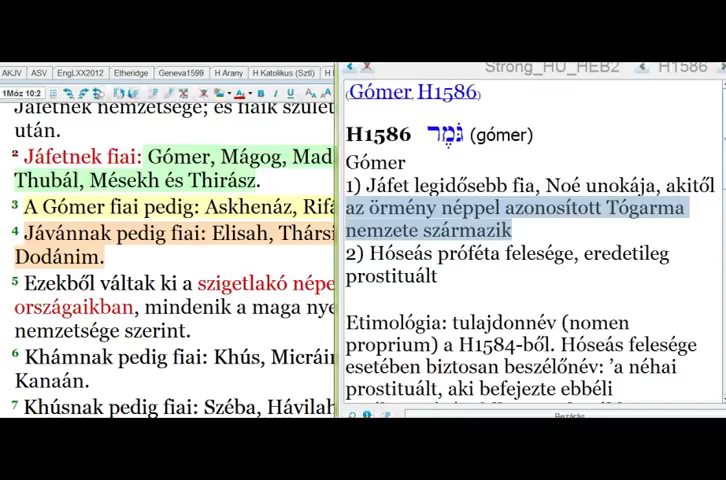 AKJV ASV EngLXX2012 Etheridge Geneva1599 H Arany H Katolikus (Sztl) H
1Móz 10:2
Jáfetnek nemzetsége; és fiaik szület
után.
2 Jáfetnek fiai: Gómer, Mágog, Mad
Thubál, Mésekh és Thirász.
3 A Gómer fiai pedig: Askhenáz, Rifá
4 Jávánnak pedig fiai: Elisah, Thársi
Dodánim.
5 Ezekből váltak ki a szigetlakó népe
országaikban, mindenik a maga nye
nemzetsége szerint.
6 Khámnak pedig fiai: Khús, Micráin
Kanaán.
7 Khúsnak pedig fiai: Széba, Hávilah
Strong_HU_HEB2 H1586
(Gómer, H1586)
H1586 גֹּמֶר (gómer)
Gómer
1) Jáfet legidősebb fia, Noé unokája, akitől
az örmény néppel azonosított Tógarma
nemzete származik
2) Hóseás próféta felesége, eredetileg
prostituált
Etimológia: tulajdonnév (nomen
proprium) a H1584-ből. Hóseás felesége
esetében biztosan beszélőnév: 'a néhai
prostituált, aki befejezte ebbéli
Bezárás